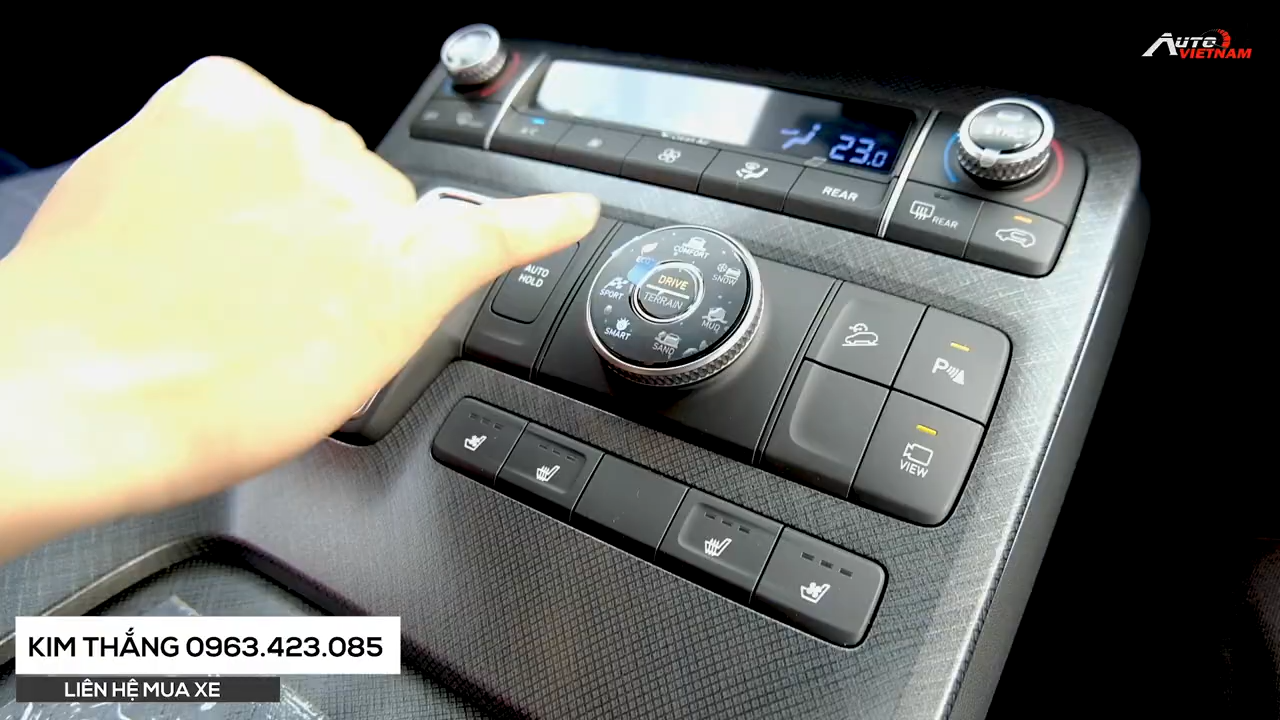 AUTO
VIETNAM
23.0
REAR
REAR
AUTO
HOLD
COMFORT
ECO
SNOW
DRIVE
TERRAIN
SPORT
MUD
SMART
SAND
P
VIEW
KIM THẮNG 0963.423.085
LIÊN HỆ MUA XE